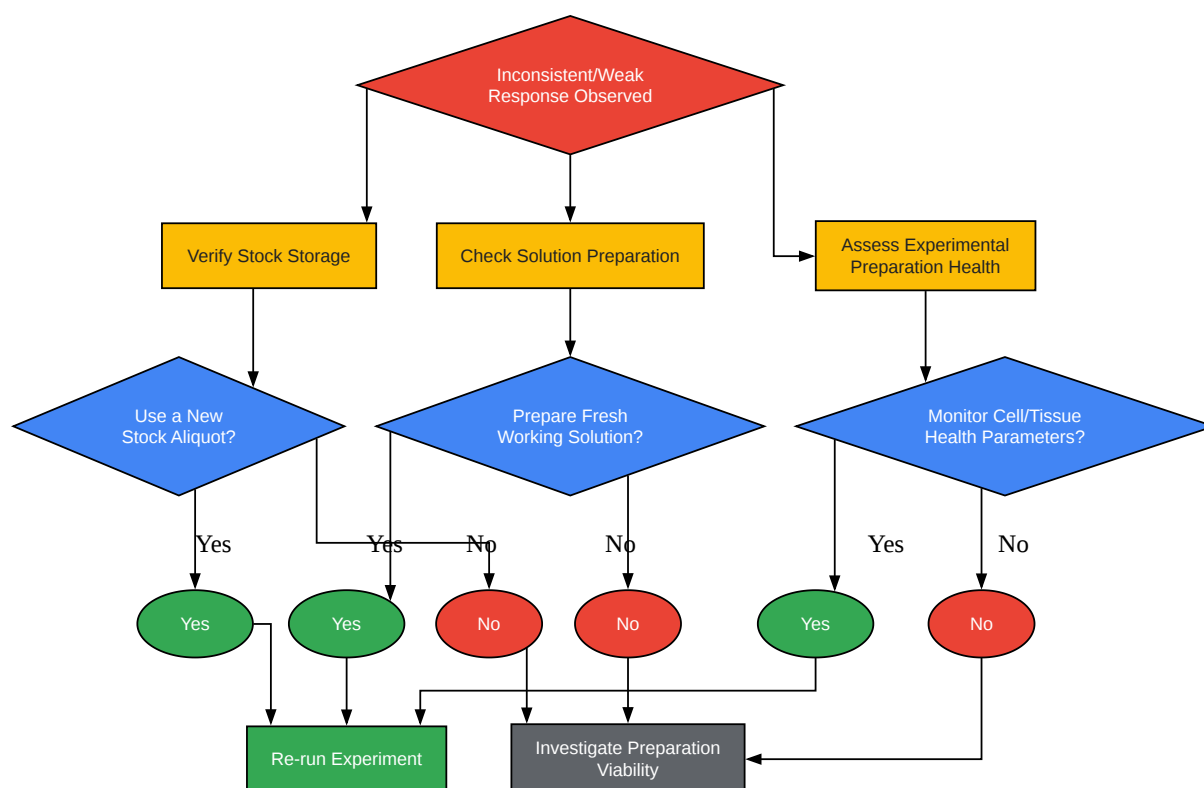 Inconsistent/Weak
Response Observed
Verify Stock Storage
Check Solution Preparation
Assess Experimental
Preparation Health
Use a New
Stock Aliquot?
Prepare Fresh
Working Solution?
Monitor Cell/Tissue
Health Parameters?
Yes
Yes
No
No
Yes
No
Yes
Yes
No
No
Yes
No
Re-run Experiment
Investigate Preparation
Viability